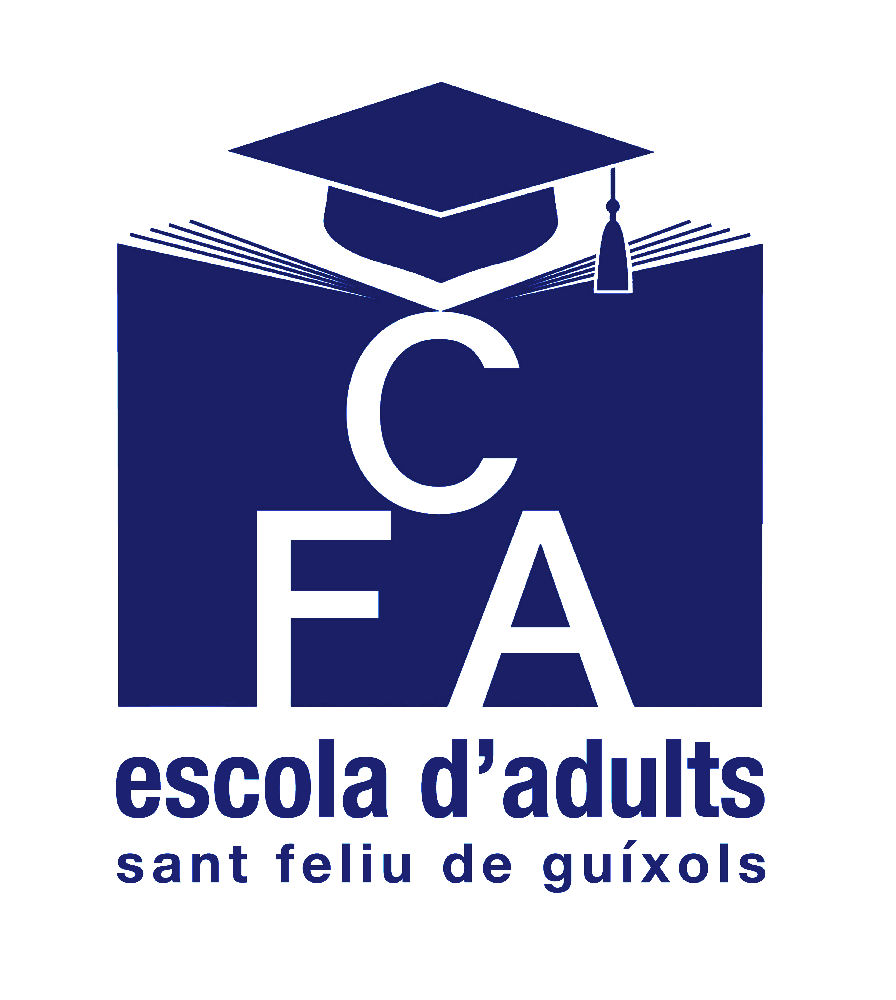 C
FA
escola d’adults
sant feliu de guíxols